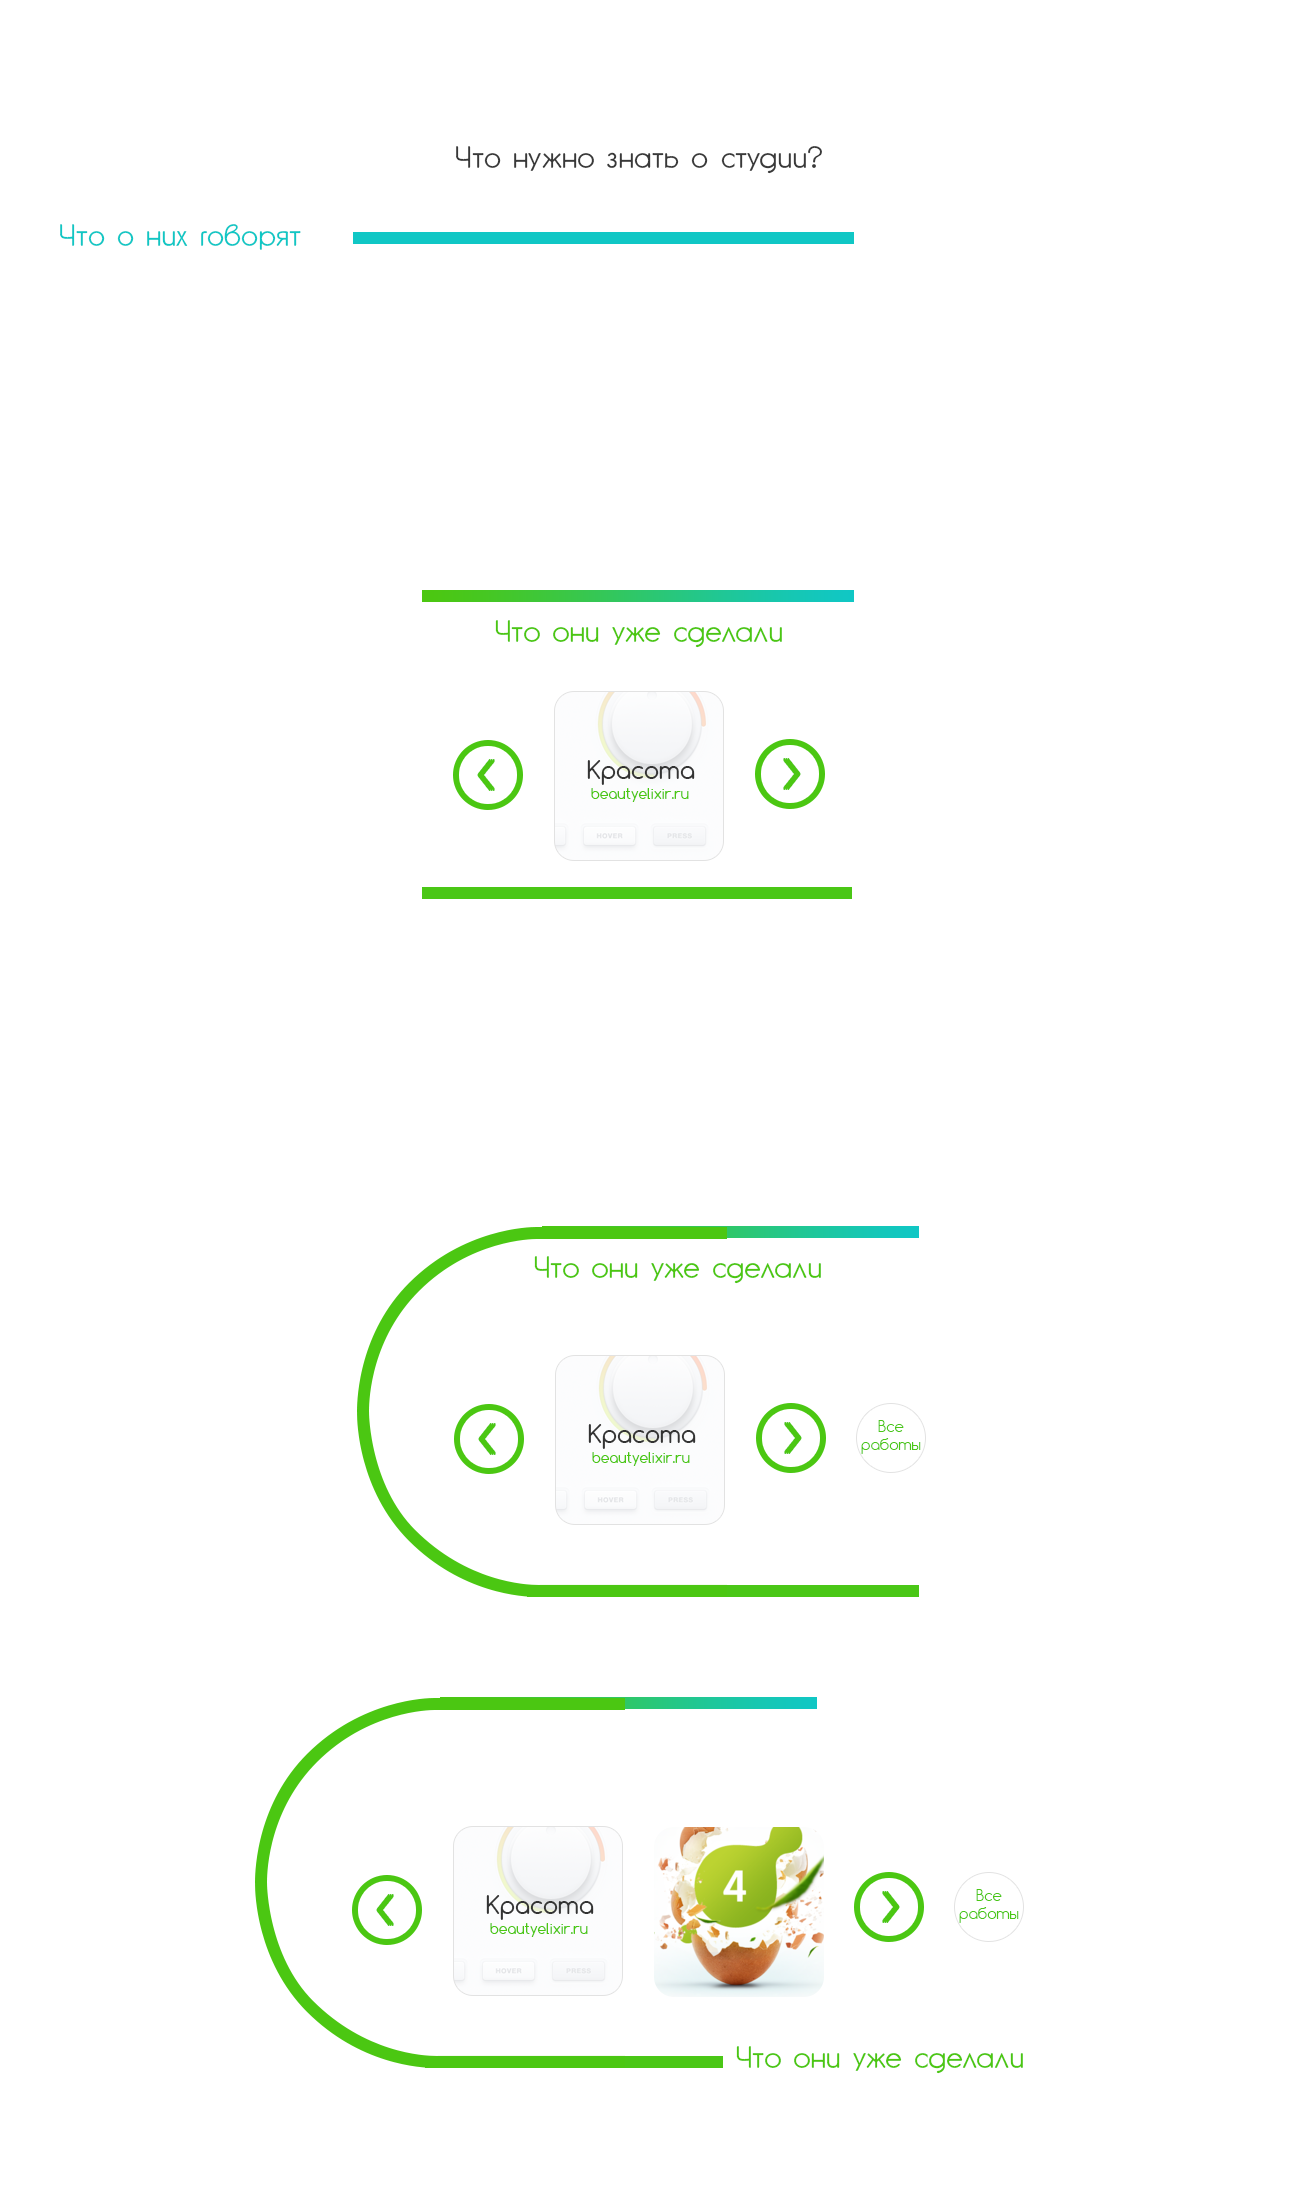 Что нужно знать о студии?
Что о них говорят
Что они уже сделали
Красота
beautyelixir.ru
HOVER PRESS
Что они уже сделали
Красота
beautyelixir.ru
HOVER PRESS
Все
работы
Красота
beautyelixir.ru
HOVER PRESS
4
Все
работы
Что они уже сделали